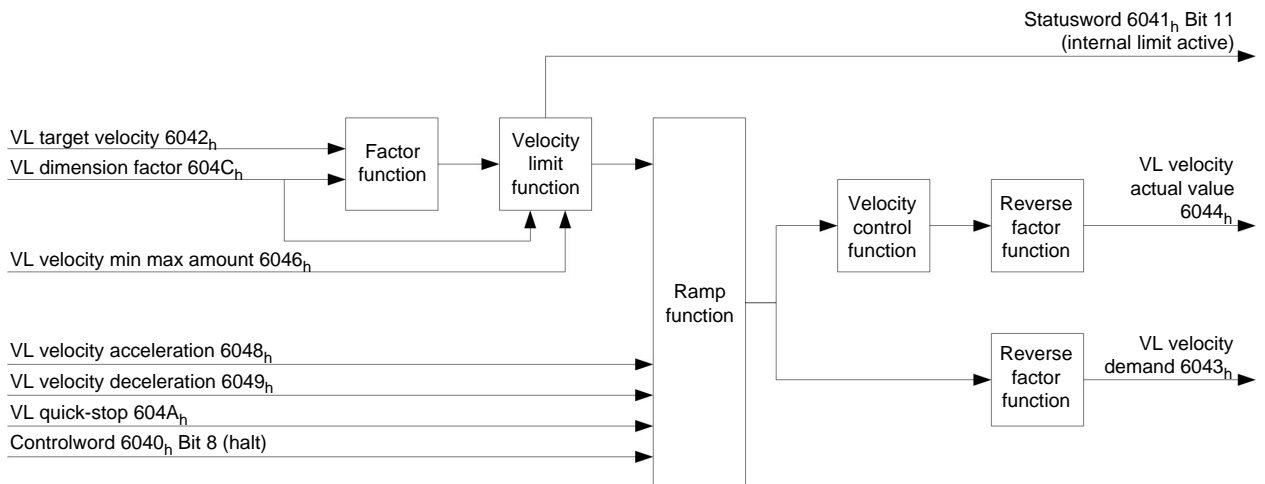 Statusword 6041h Bit 11
(internal limit active)
VL target velocity 6042h
VL dimension factor 604Ch
Factor
function
Velocity
limit
function
VL velocity min max amount 6046h
Ramp
function
Velocity
control
function
Reverse
factor
function
VL velocity
actual value
6044h
VL velocity acceleration 6048h
VL velocity deceleration 6049h
VL quick-stop 604Ah
Controlword 6040h Bit 8 (halt)
Reverse
factor
function
VL velocity
demand 6043h